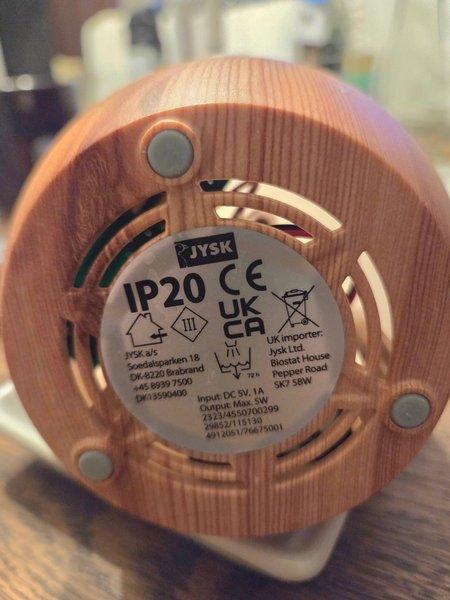 JYSK
IP20
CE
UK
CA
III
JYSK a/s
Soedalsparken 18
DK-8220 Brabrand
+45 8939 7500
DK13590400
72 h
UK importer:
Jysk Ltd.
Biostat House
Pepper Road
SK7 5BW
Input: DC 5V, 1A
Output: Max. 5W
2323/4550700299
29852/115130
4912051/76675001